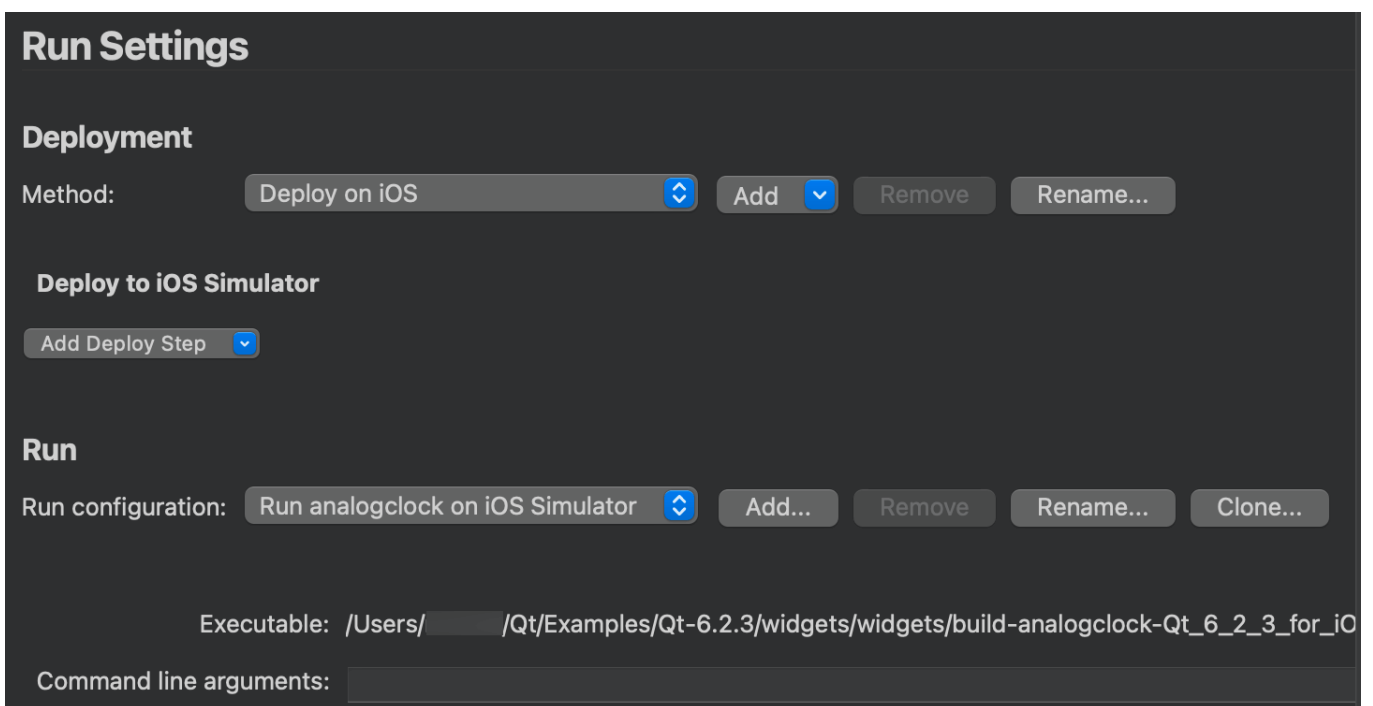 Run Settings
Deployment
Method: Deploy on iOS Add Remove Rename...
Deploy to iOS Simulator
Add Deploy Step
Run
Run configuration: Run analogclock on iOS Simulator Add... Remove Rename... Clone...
Executable: /Users/ /Qt/Examples/Qt-6.2.3/widgets/widgets/build-analogclock-Qt_6_2_3_for_iO
Command line arguments: